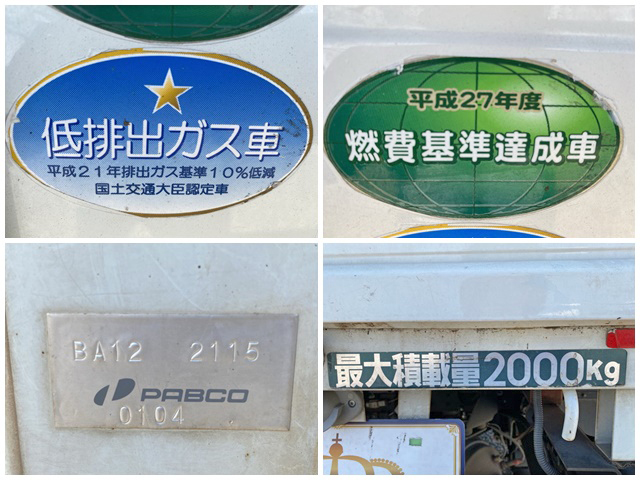 低排出ガス車
平成21年排出ガス基準10%低減
国土交通大臣認定車
平成27年度
燃費基準達成車
BA12 2115
PABCO
0104
最大積載量2000Kg